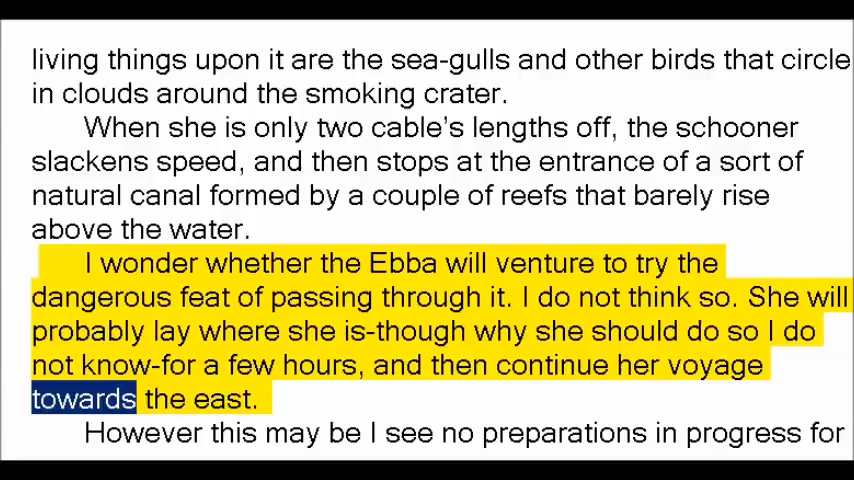 living things upon it are the sea-gulls and other birds that circle
in clouds around the smoking crater.
When she is only two cable's lengths off, the schooner
slackens speed, and then stops at the entrance of a sort of
natural canal formed by a couple of reefs that barely rise
above the water.
I wonder whether the Ebba will venture to try the
dangerous feat of passing through it. I do not think so. She will
probably lay where she is-though why she should do so I do
not know-for a few hours, and then continue her voyage
towards the east.
However this may be I see no preparations in progress for